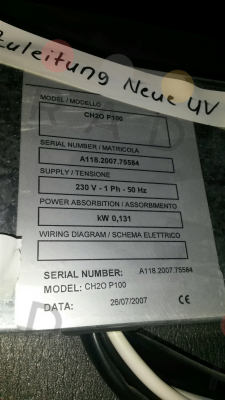 Zuleitung Neue UV
MODEL / MODELLO
CH2O P100
SERIAL NUMBER / MATRICOLA
A118.2007.75584
SUPPLY / TENSIONE
230 V - 1 Ph - 50 Hz
POWER ABSORBITION / ASSORBIMENTO
kW 0,131
WIRING DIAGRAM / SCHEMA ELETTRICO
SERIAL NUMBER: A118.2007.75584
MODEL: CH2O P100
DATA: 26/07/2007 CE